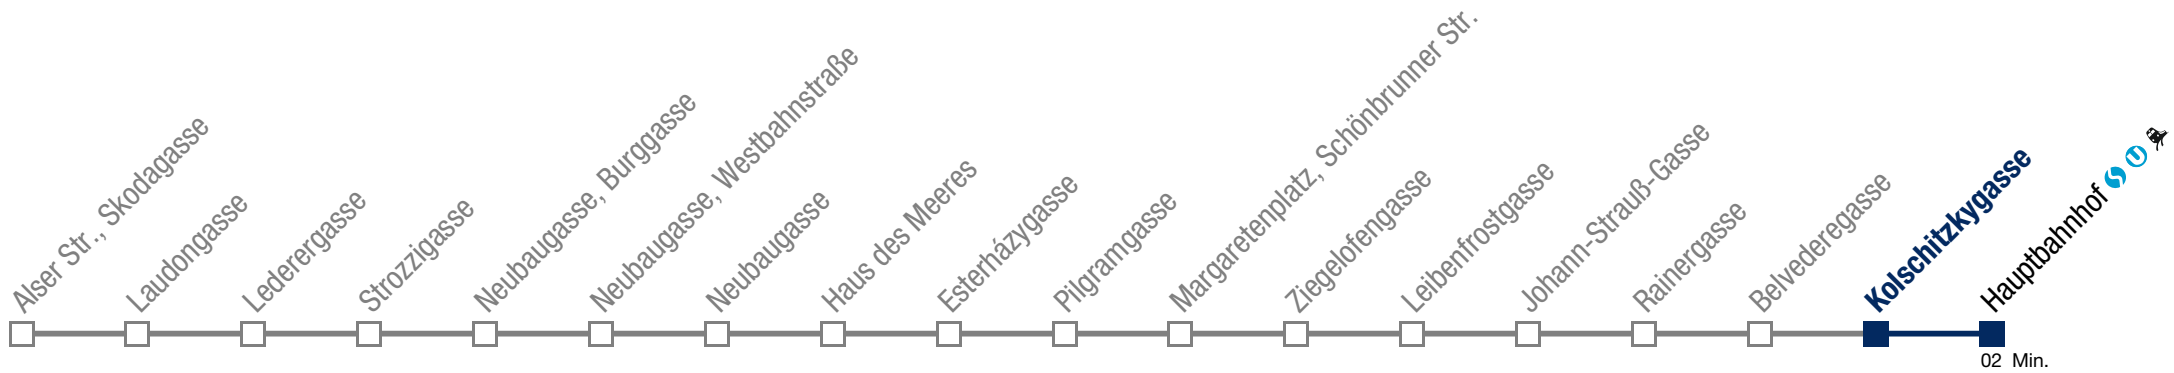 Alser Str., Skodagasse
Laudongasse
Lederergasse
Strozzigasse
Neubaugasse, Burggasse
Neubaugasse, Westbahnstraße
Neubaugasse
Haus des Meeres
Esterházygasse
Pilgramgasse
Margaretenplatz, Schönbrunner Str.
Ziegelofengasse
Leibenfrostgasse
Johann-Strauß-Gasse
Rainergasse
Belvederegasse
Kolschitzkygasse
Hauptbahnhof S U
02 Min.